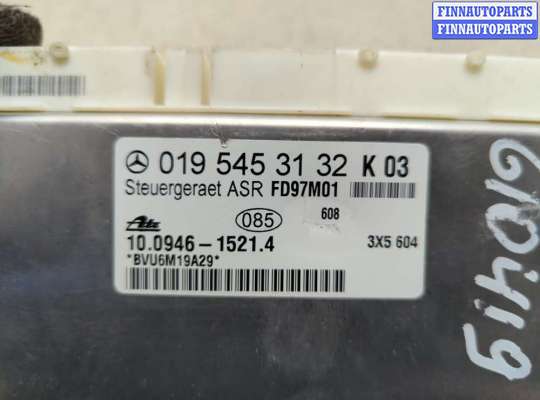 FINNAUTOPARTS
FINNAUTOPARTS
019 545 31 32 K 03
Steuergeraet ASR FD97M01
Ate
085
608
10.0946-1521.4
3X5 604
*BVU6M19A29*